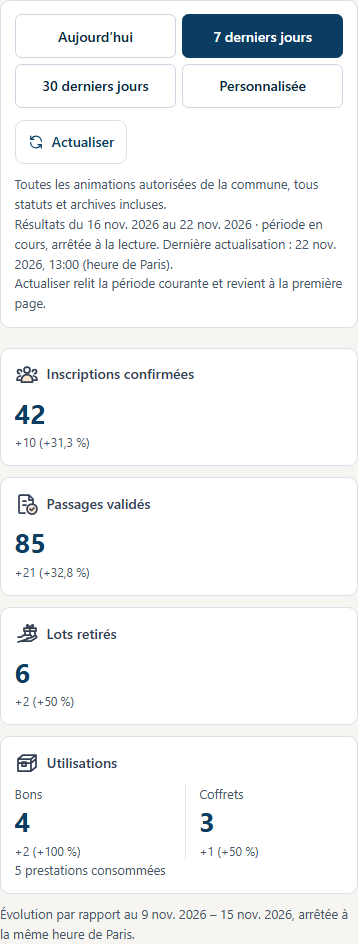 Aujourd'hui
7 derniers jours
30 derniers jours
Personnalisée
Actualiser
Toutes les animations autorisées de la commune, tous
statuts et archives incluses.
Résultats du 16 nov. 2026 au 22 nov. 2026 · période en
cours, arrêtée à la lecture. Dernière actualisation : 22 nov.
2026, 13:00 (heure de Paris).
Actualiser relit la période courante et revient à la première
page.
Inscriptions confirmées
42
+10 (+31,3 %)
Passages validés
85
+21 (+32,8 %)
Lots retirés
6
+2 (+50 %)
Utilisations
Bons
4
+2 (+100 %)
Coffrets
3
+1 (+50 %)
5 prestations consommées
Évolution par rapport au 9 nov. 2026 – 15 nov. 2026, arrêtée à
la même heure de Paris.